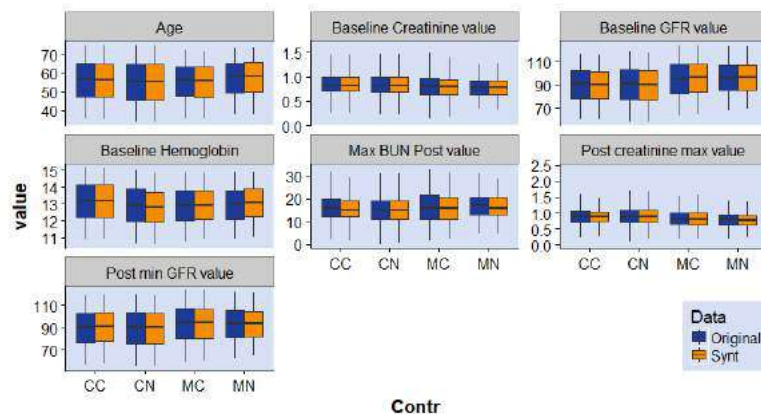 Age
Baseline Creatinine value
Baseline GFR value
70
60
50
40
1.5
1.0
0.5
0.0
110
90
70
Baseline Hemoglobin
Max BUN Post value
Post creatinine max value
15
14
13
12
11
30
20
10
0
2.5
2.0
1.5
1.0
0.5
0.0
value
Post min GFR value
CC CN MC MN
CC CN MC MN
110
90
70
CC CN MC MN
Data
Original
Synt
Contr